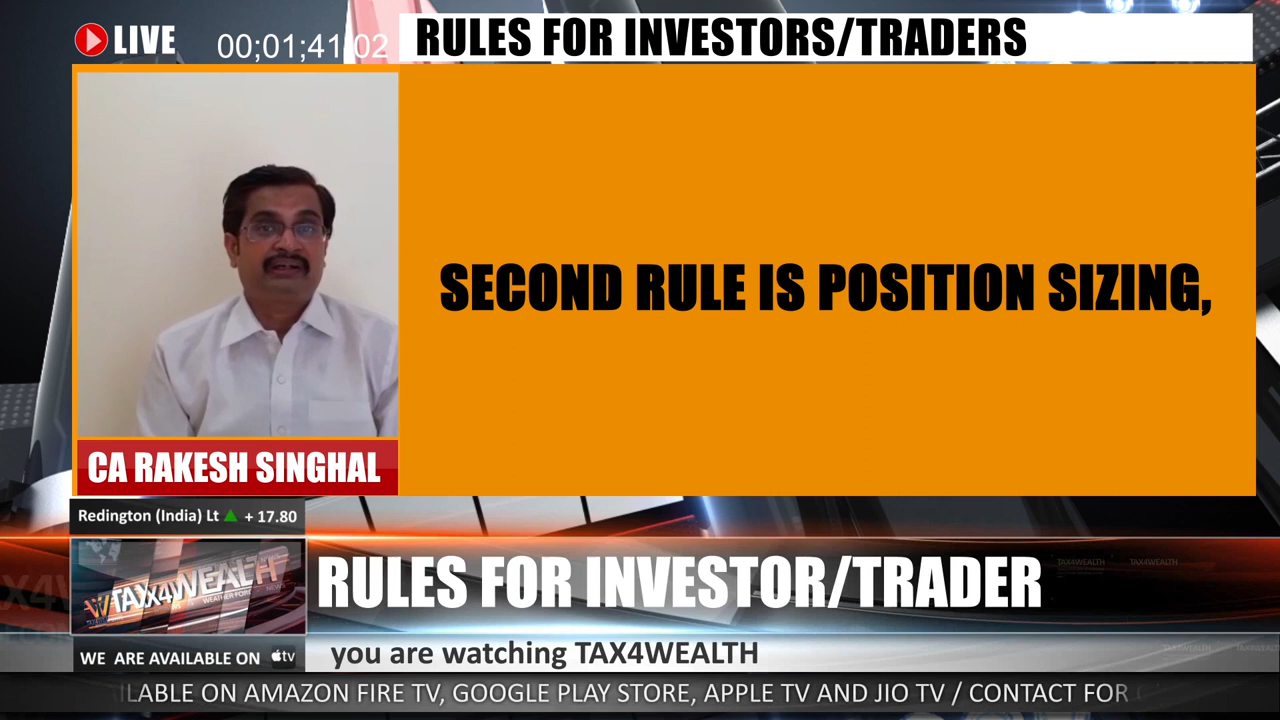 LIVE
00;01;41;02
RULES FOR INVESTORS/TRADERS
SECOND RULE IS POSITION SIZING,
CA RAKESH SINGHAL
Redington (India) Lt ▲ + 17.80
TAX4WEALTH
RULES FOR INVESTOR/TRADER
TAX4WEALTH
TAX4WEALTH
WE ARE AVAILABLE ON tv
you are watching TAX4WEALTH
ILABLE ON AMAZON FIRE TV, GOOGLE PLAY STORE, APPLE TV AND JIO TV / CONTACT FOR